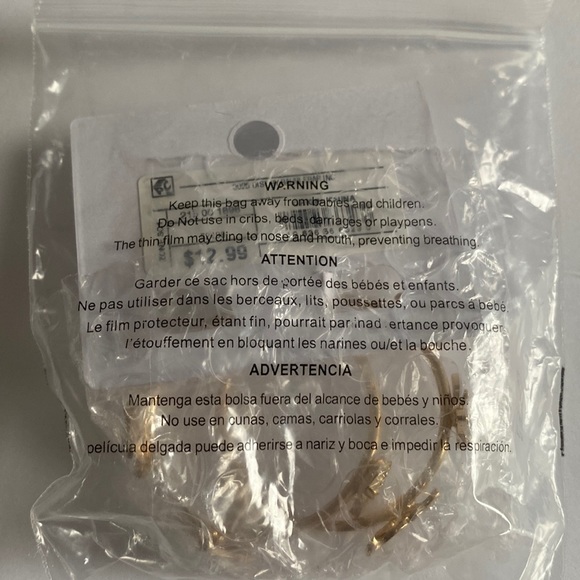 WARNING
Keep this bag away from babies and children.
Do Not use in cribs, beds, carriages or playpens.
The thin film may cling to nose and mouth, preventing breathing.
$12.99
ATTENTION
Garder ce sac hors de portée des bébés et enfants.
Ne pas utiliser dans les berceaux, lits, poussettes, ou parcs à bébé
Le film protecteur, étant fin, pourrait par inad ertance provoquer
l'étouffement en bloquant les narines ou/et la bouche.
ADVERTENCIA
Mantenga esta bolsa fuera del alcance de bebés y niños.
No use en cunas, camas, carriolas y corrales.
película delgada puede adherirse a nariz y boca e impedir la respiración.